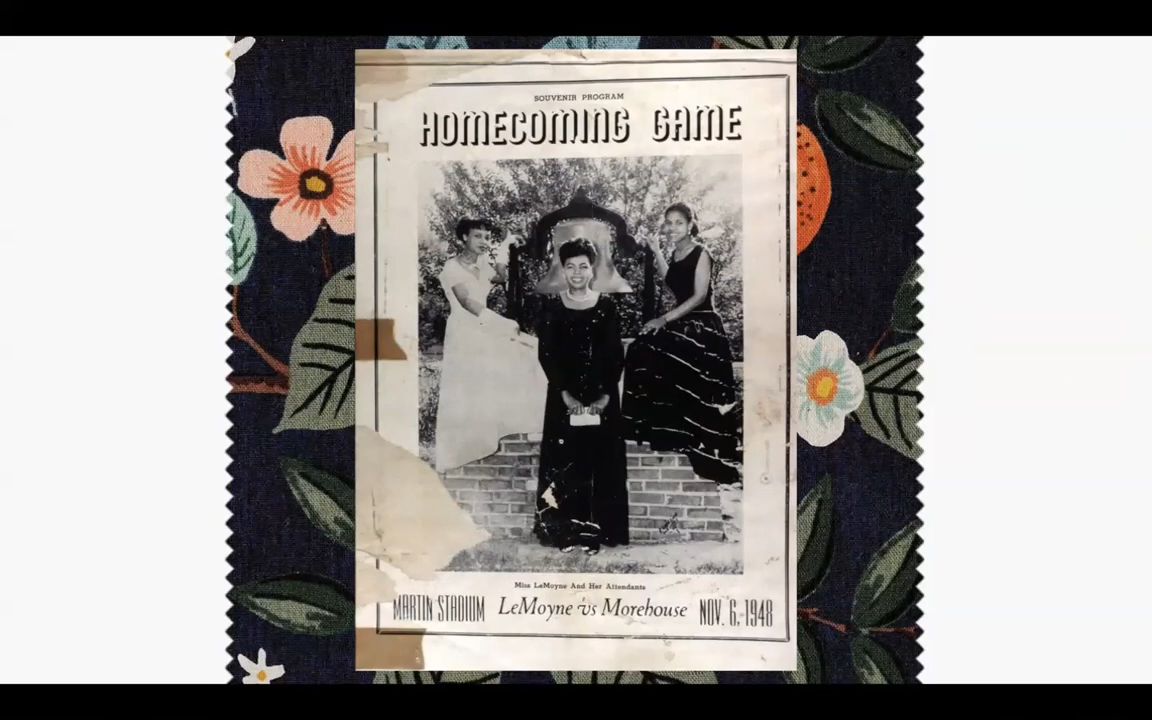 SOUVENIR PROGRAM
HOMECOMING GAME
Miss LeMoyne And Her Attendants
MARTIN STADIUM LeMoyne vs Morehouse NOV. 6, 1948